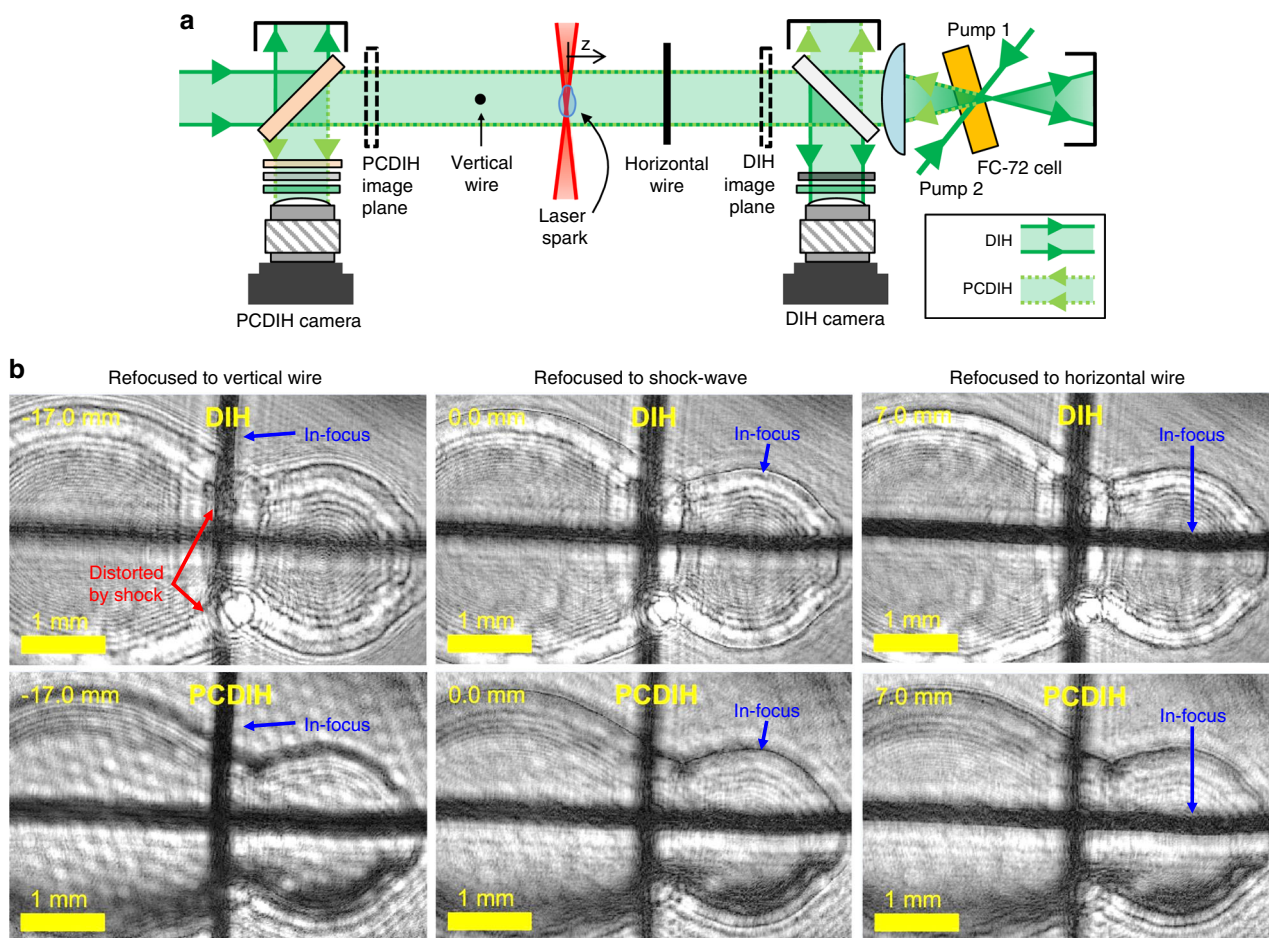 a
Pump 1
z
PCDIH
image
plane
Vertical
wire
Laser
spark
Horizontal
wire
DIH
image
plane
Pump 2
FC-72 cell
DIH
PCDIH
PCDIH camera
DIH camera
b
Refocused to vertical wire
Refocused to shock-wave
Refocused to horizontal wire
-17.0 mm
DIH
In-focus
Distorted
by shock
1 mm
0.0 mm
DIH
In-focus
1 mm
7.0 mm
DIH
In-focus
1 mm
-17.0 mm
PCDIH
In-focus
1 mm
0.0 mm
PCDIH
In-focus
1 mm
7.0 mm
PCDIH
In-focus
1 mm